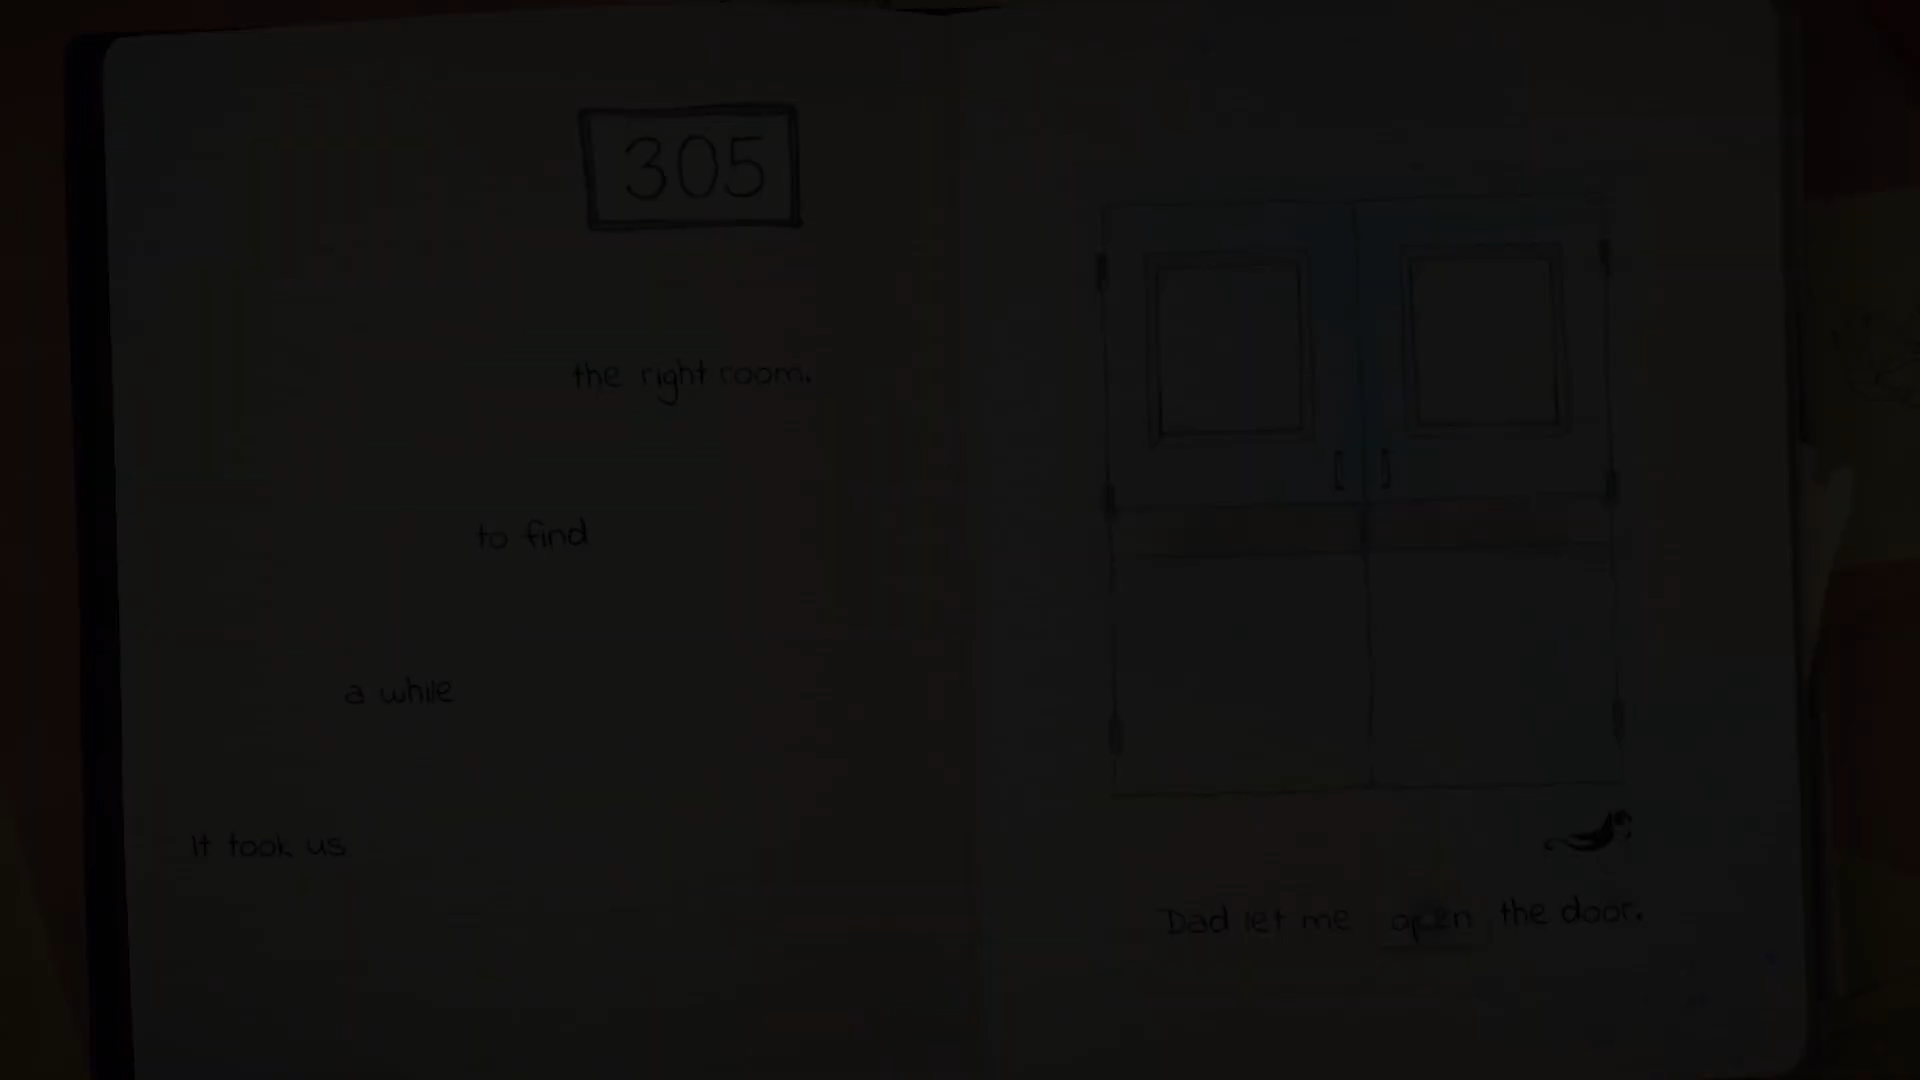 It took us
a while
to find
the right room.
305
Dad let me open the door.